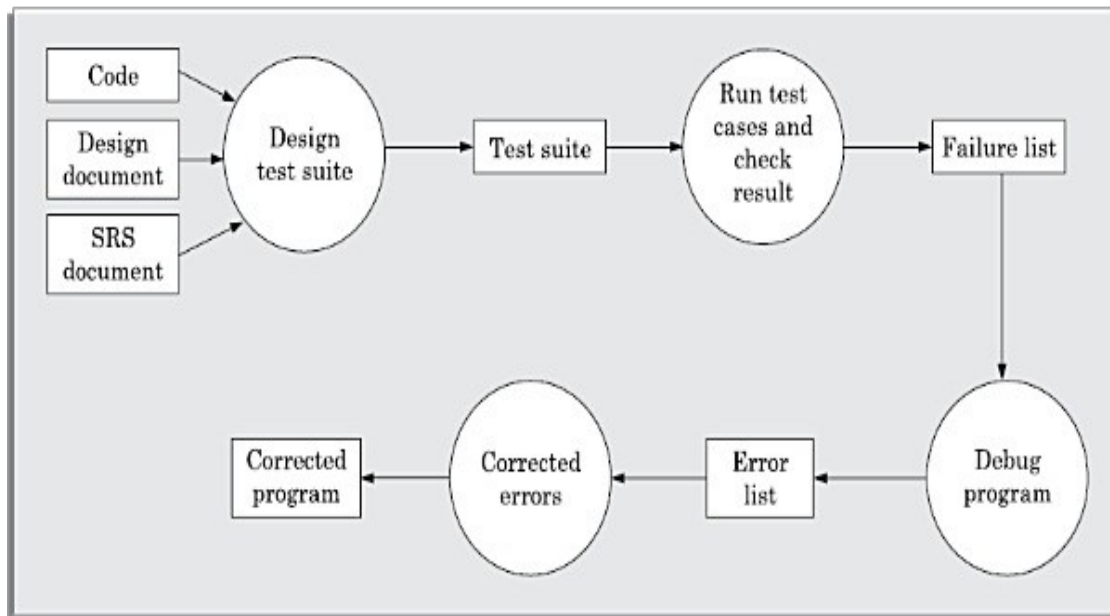 Code
Design
document
SRS
document
Design
test suite
Test suite
Run test
cases and
check
result
Failure list
Debug
program
Error
list
Corrected
errors
Corrected
program